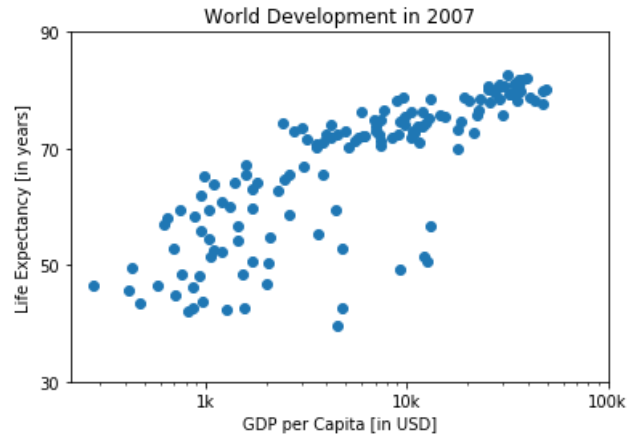 World Development in 2007
Life Expectancy [in years]
90
70
50
30
1k
10k
100k
GDP per Capita [in USD]